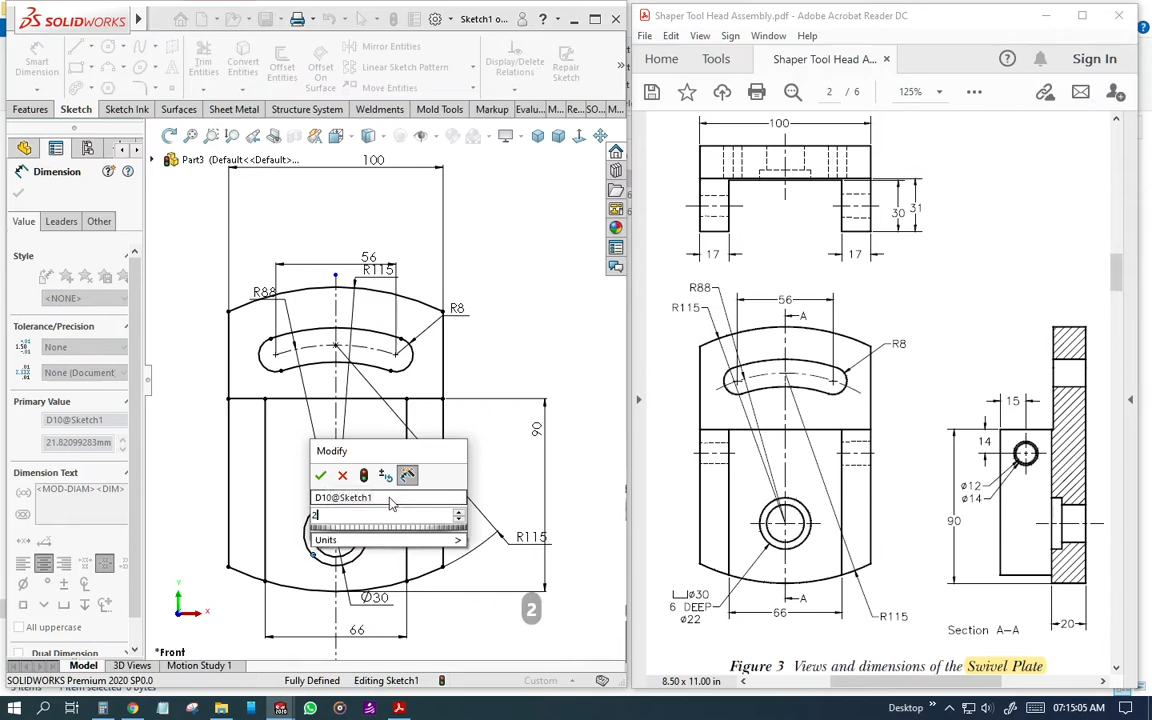 SOLIDWORKS
Sketch1 o...
Smart Dimension
Trim Entities
Convert Entities
Offset Entities
Offset On Surface
Mirror Entities
Linear Sketch Pattern
Move Entities
Display/Delete Relations
Repair Sketch
Features
Sketch
Sketch Ink
Surfaces
Sheet Metal
Structure System
Weldments
Mold Tools
Markup
Evalu...
M...
Re...
SO...
Part3 (Default<<Default>...
Dimension
Value
Leaders
Other
Style
<NONE>
Tolerance/Precision
None
None (Document
Primary Value
D10@Sketch1
21.82099283mm
Dimension Text
<MOD-DIAM><DIM>
All uppercase
Dual Dimension
100
56
R115
R88
R8
90
R115
Ø30
66
Modify
D10@Sketch1
2
Units
>
2
Y
X
*Front
Model
3D Views
Motion Study 1
SOLIDWORKS 2020 SP0.0
Fully Defined
Editing Sketch1
Custom
Shaper Tool Head Assembly.pdf - Adobe Acrobat Reader DC
File Edit View Sign Window Help
Home
Tools
Shaper Tool Head A...
Sign In
2 / 6
125%
100
30
31
17
17
R88
R115
56
A
R8
15
14
ø12
ø14
90
⌴ø30
6 DEEP
ø22
A
66
R115
20
Section A–A
Figure 3 Views and dimensions of the Swivel Plate
8.50 x 11.00 in
Desktop
07:15:05